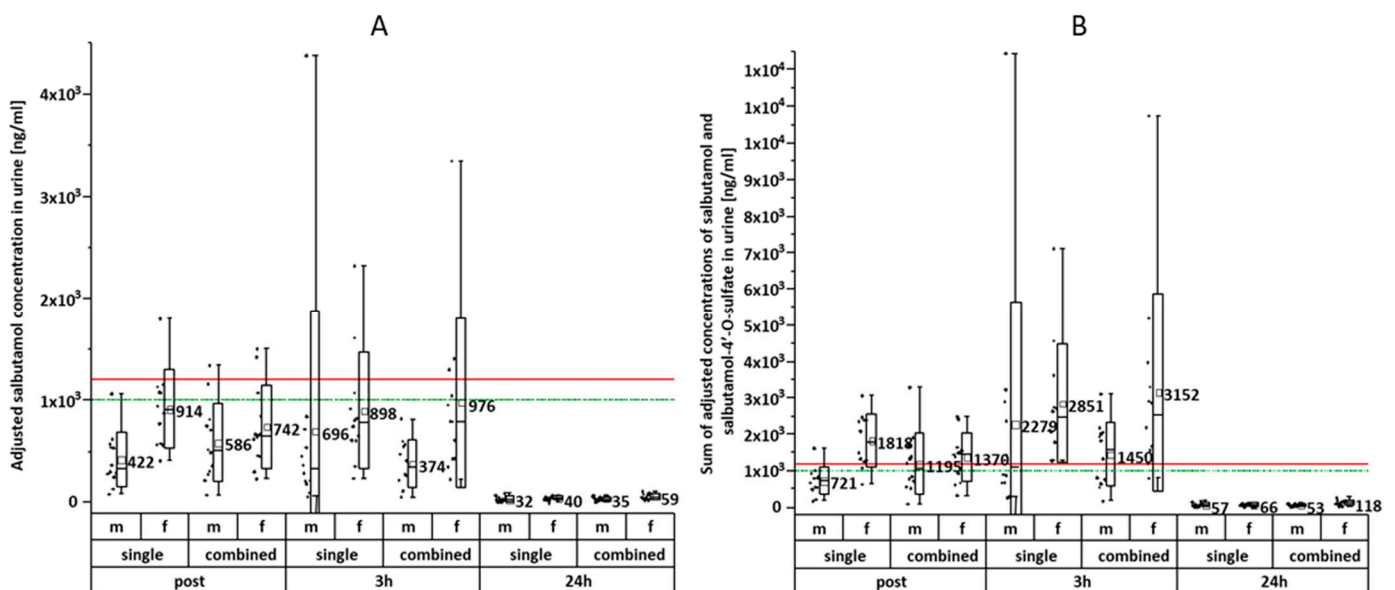 A
Adjusted salbutamol concentration in urine [ng/ml]
4x10³
3x10³
2x10³
1x10³
0
422
914
586
742
696
898
374
976
32
40
35
59
m f m f m f m f m f m f
single combined single combined single combined
post 3h 24h
B
Sum of adjusted concentrations of salbutamol and
salbutamol-4'-O-sulfate in urine [ng/ml]
1x10⁴
1x10⁴
1x10⁴
9x10³
8x10³
7x10³
6x10³
5x10³
4x10³
3x10³
2x10³
1x10³
0
721
1818
1195
1370
2279
2851
1450
3152
57
66
53
118
m f m f m f m f m f m f
single combined single combined single combined
post 3h 24h